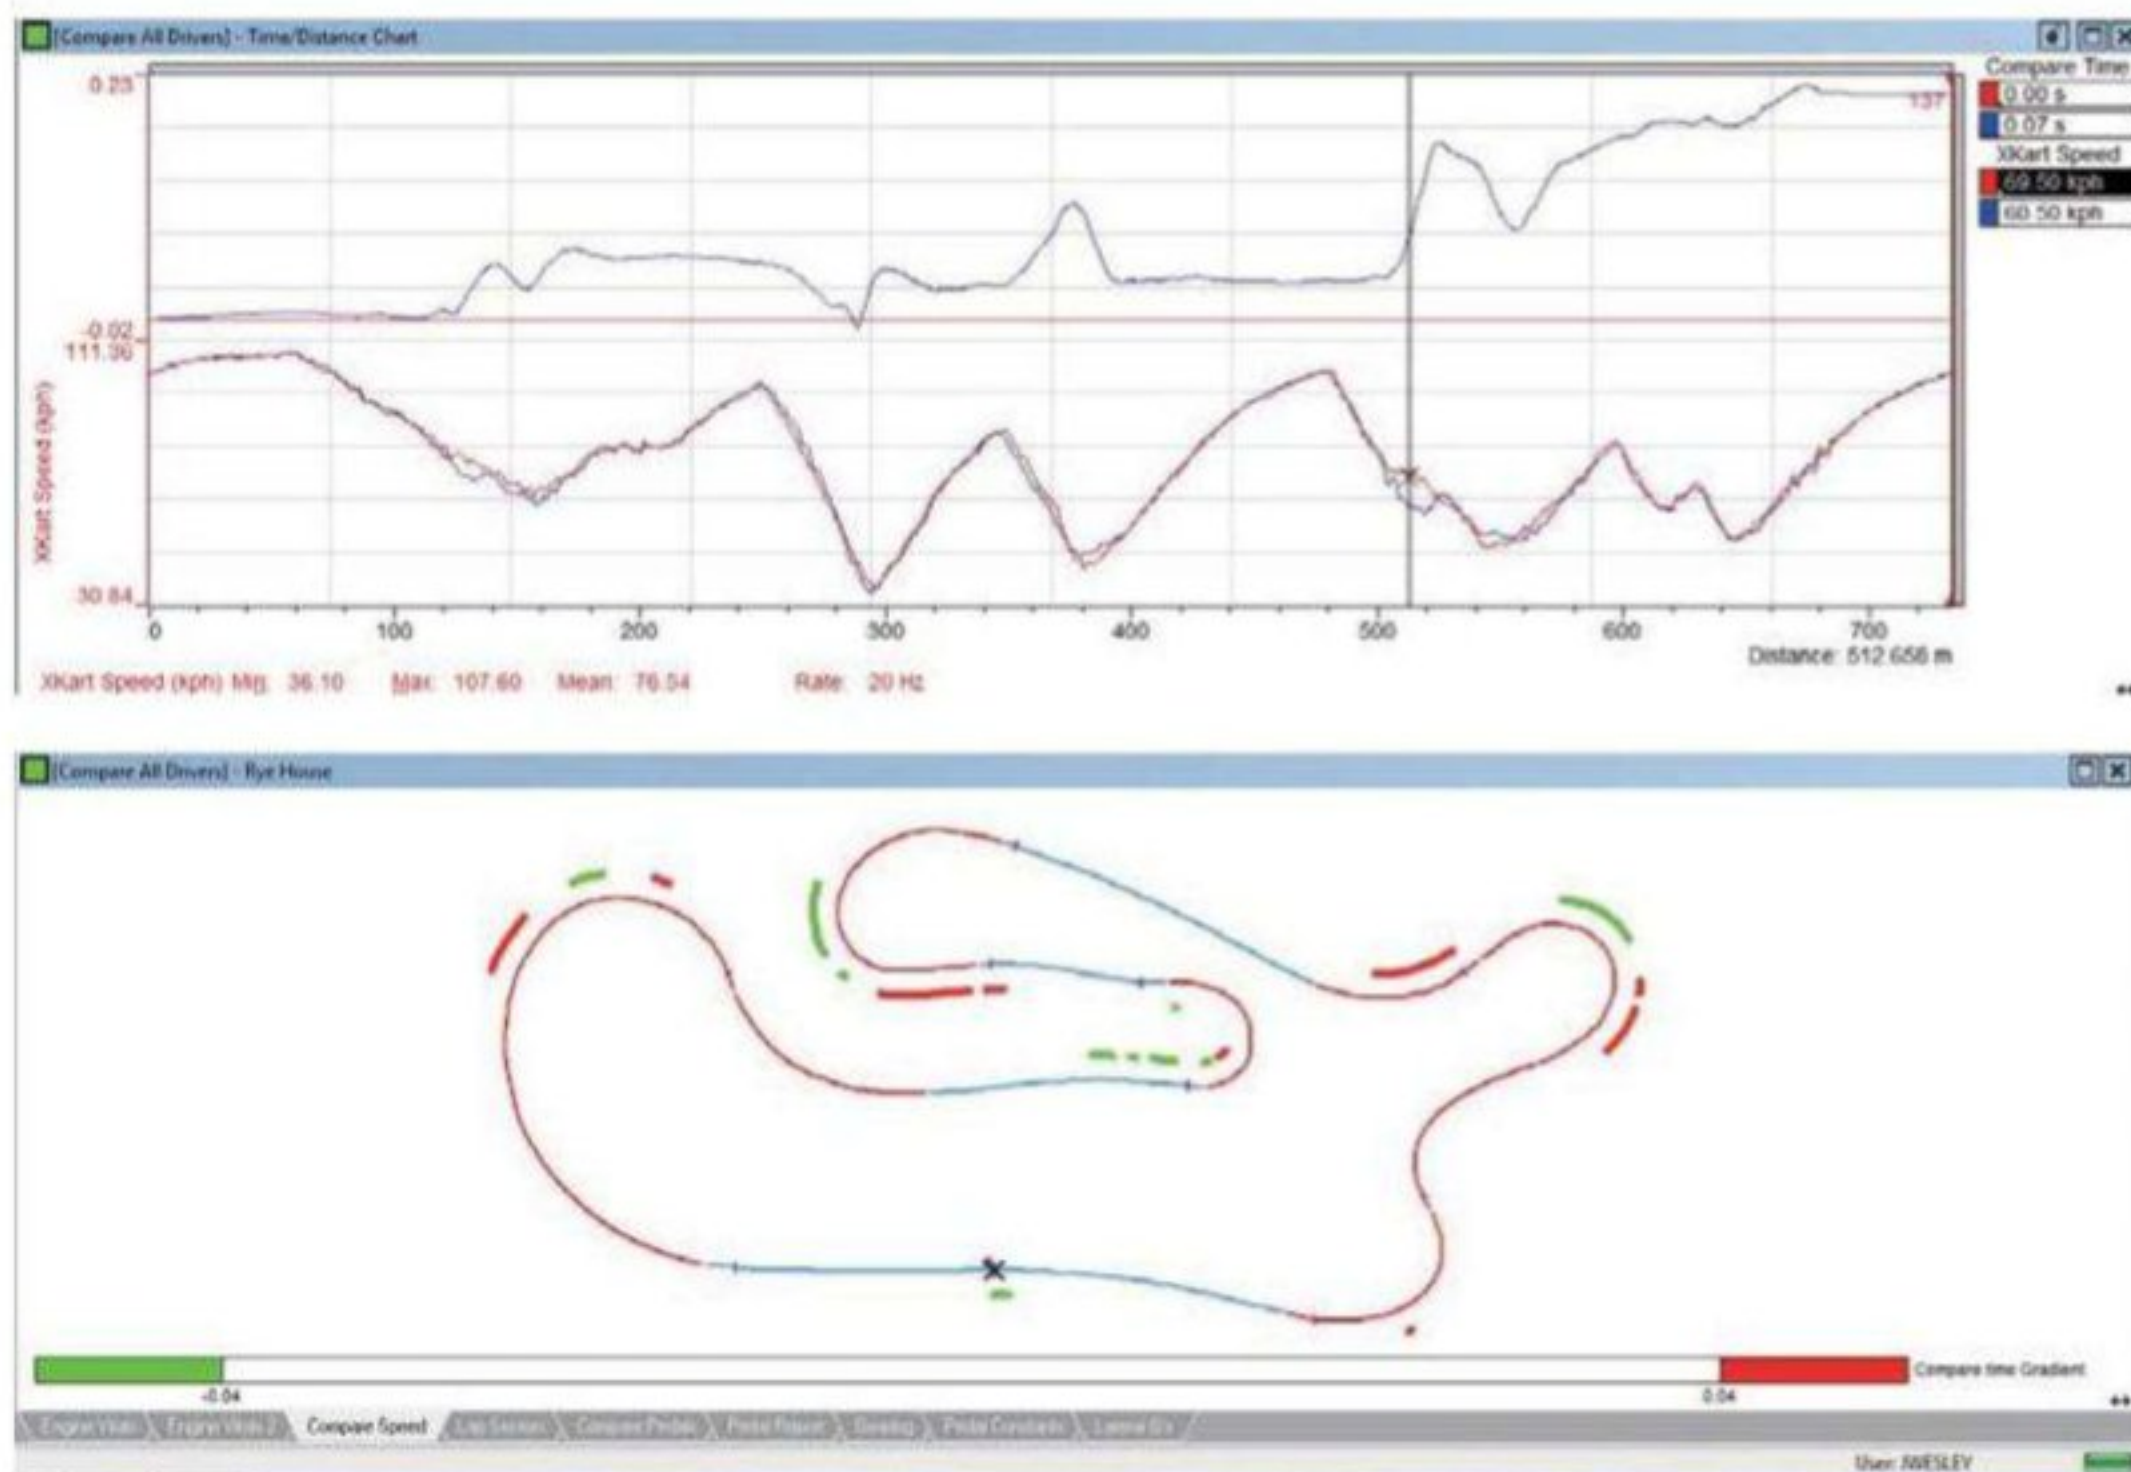 [Compare All Drivers] - Time/Distance Chart
Compare Time
0.23
137
0.00 s
0.07 s
XKart Speed
69.50 kph
60.50 kph
-0.02
111.36
XKart Speed (kph)
30.84
0 100 200 300 400 500 600 700
Distance: 512.658 m
XKart Speed (kph) Min: 36.10 Max: 107.60 Mean: 76.54 Rate: 20 Hz
[Compare All Drivers] - Rye House
Compare time Gradient
-0.04 0.04
Compare Speed
User: JWESLEY